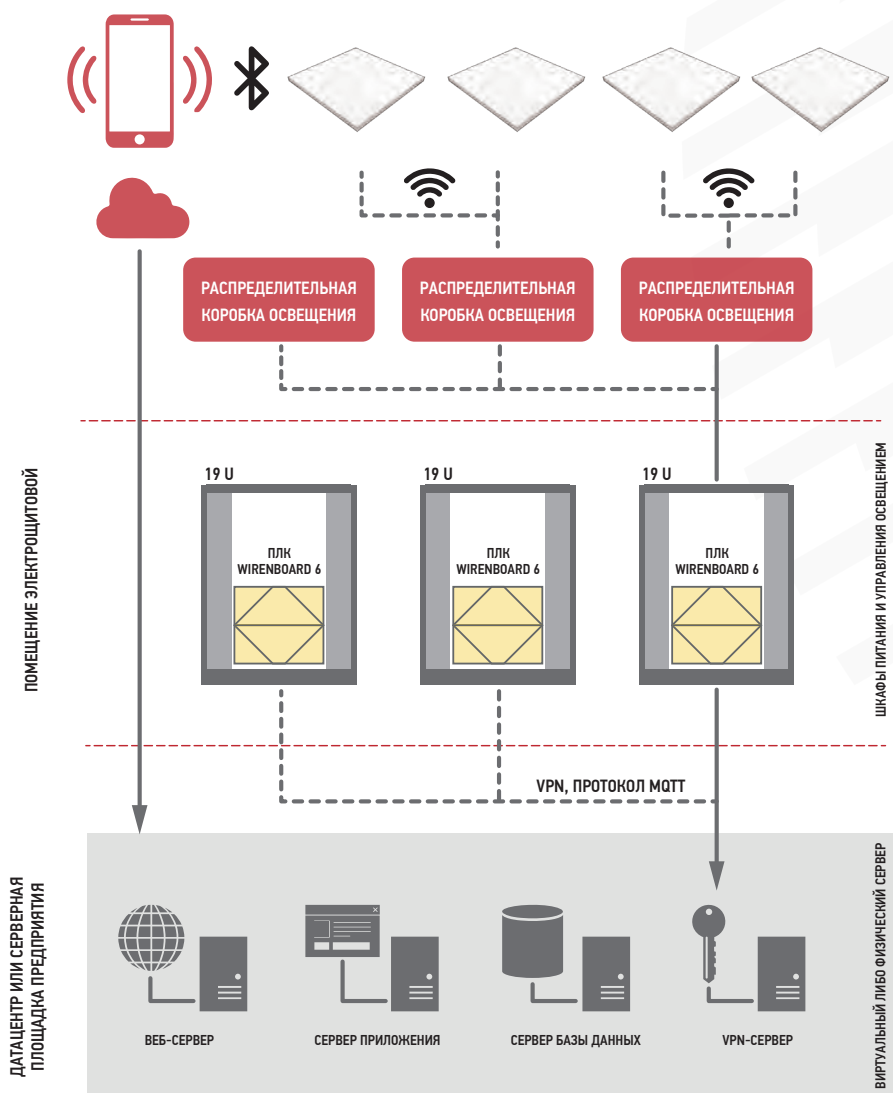 РАСПРЕДЕЛИТЕЛЬНАЯ
КОРОБКА ОСВЕЩЕНИЯ
РАСПРЕДЕЛИТЕЛЬНАЯ
КОРОБКА ОСВЕЩЕНИЯ
РАСПРЕДЕЛИТЕЛЬНАЯ
КОРОБКА ОСВЕЩЕНИЯ
ПОМЕЩЕНИЕ ЭЛЕКТРОЩИТОВОЙ
19 U
ПЛК
WIRENBOARD 6
19 U
ПЛК
WIRENBOARD 6
19 U
ПЛК
WIRENBOARD 6
ШКАФЫ ПИТАНИЯ И УПРАВЛЕНИЯ ОСВЕЩЕНИЕМ
VPN, ПРОТОКОЛ MQTT
ДАТАЦЕНТР ИЛИ СЕРВЕРНАЯ
ПЛОЩАДКА ПРЕДПРИЯТИЯ
ВЕБ-СЕРВЕР
СЕРВЕР ПРИЛОЖЕНИЯ
СЕРВЕР БАЗЫ ДАННЫХ
VPN-СЕРВЕР
ВИРТУАЛЬНЫЙ ЛИБО ФИЗИЧЕСКИЙ СЕРВЕР